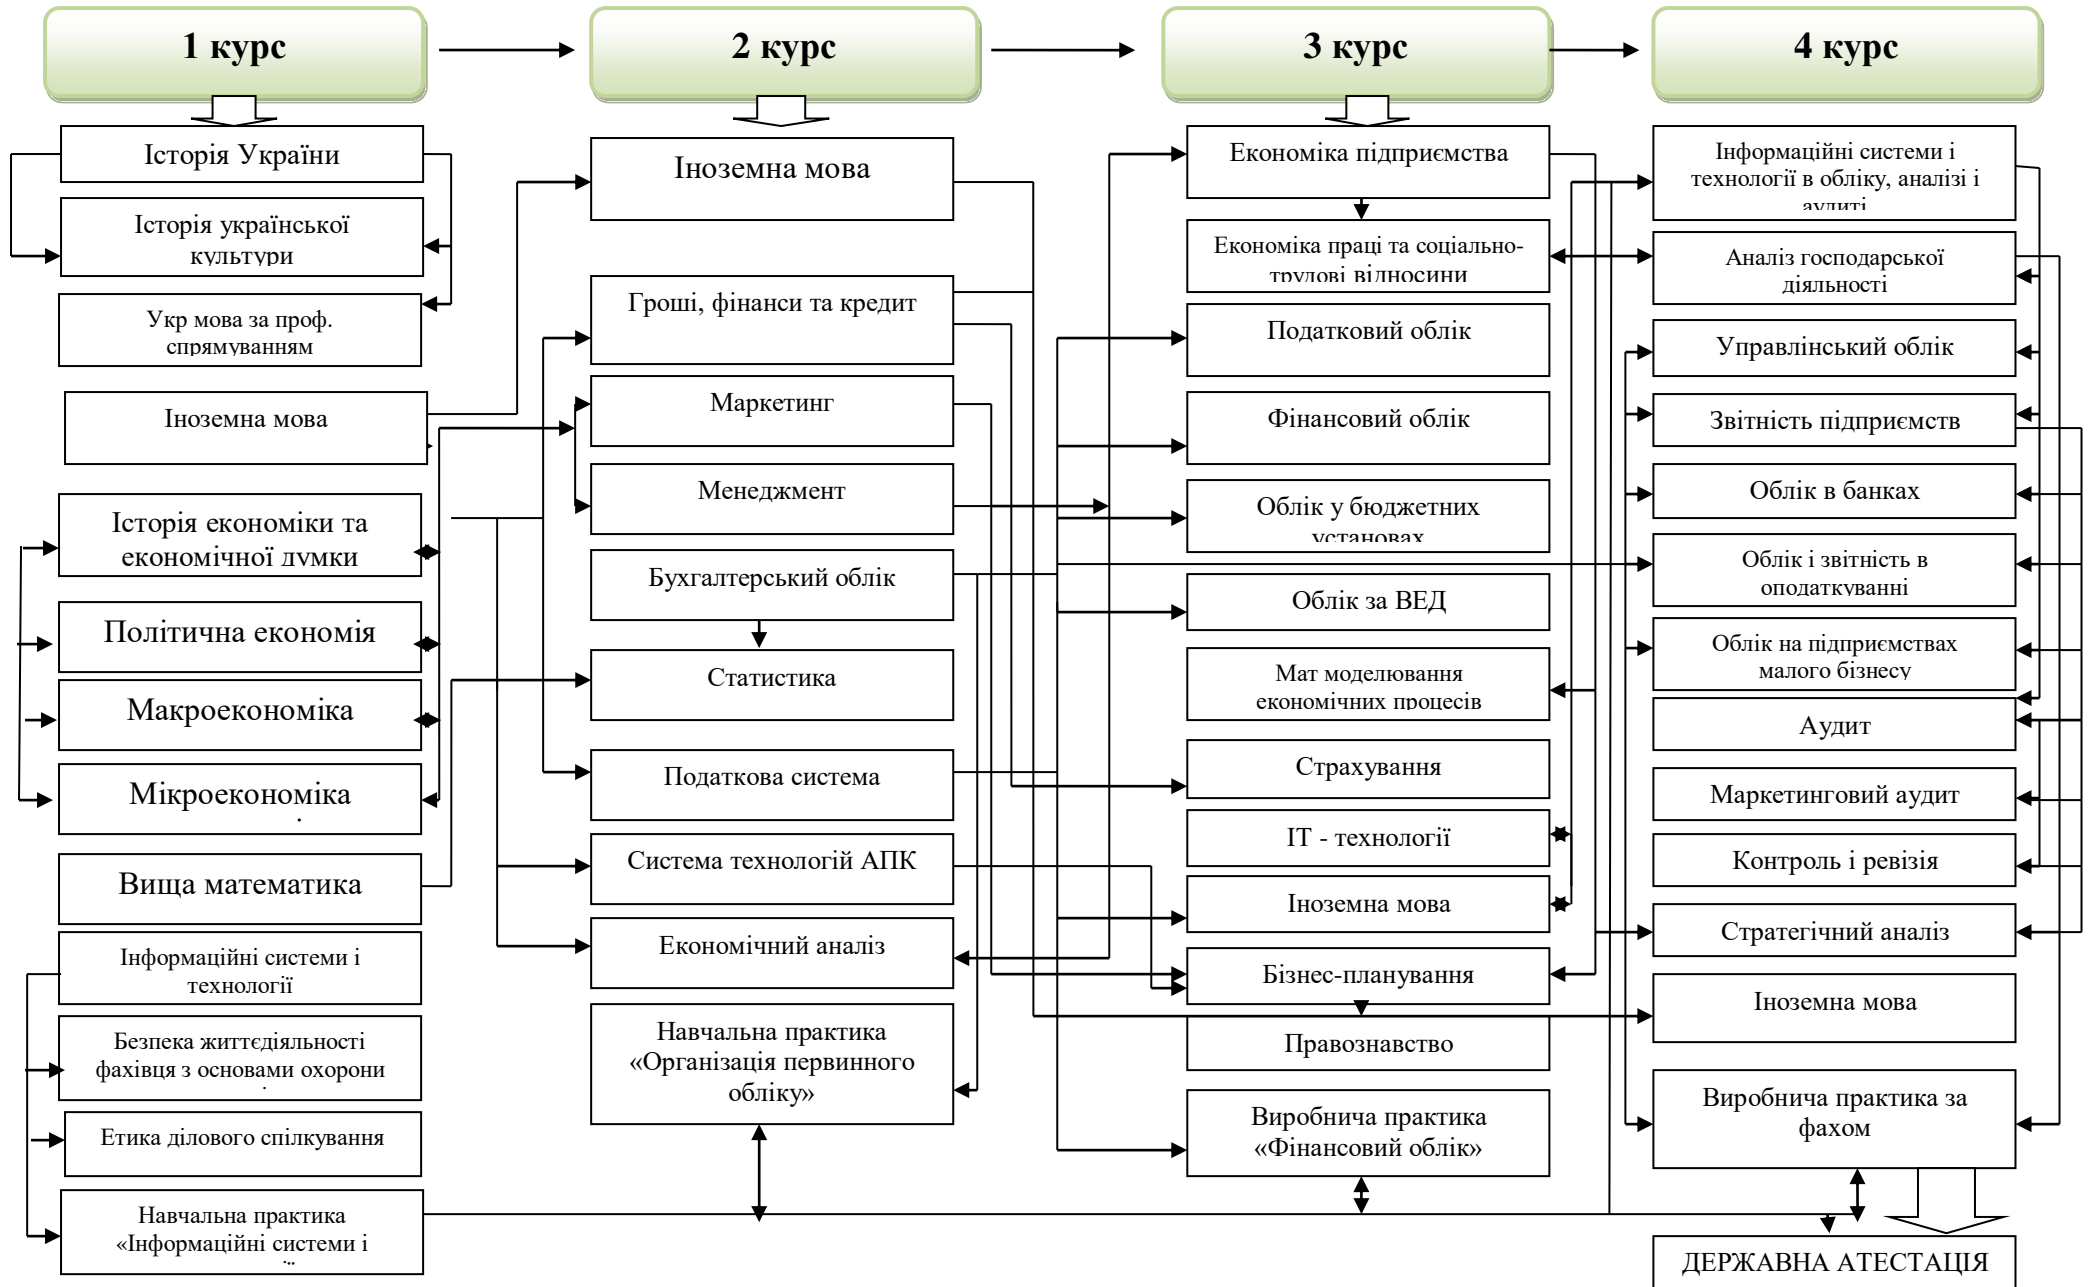 1 курс
2 курс
3 курс
4 курс
Історія України
Історія української
культури
Укр мова за проф.
спрямуванням
Іноземна мова
Історія економіки та
економічної думки
Політична економія
Макроекономіка
Мікроекономіка
Вища математика
Інформаційні системи і
технології
Безпека життєдіяльності
фахівця з основами охорони
Етика ділового спілкування
Навчальна практика
«Інформаційні системи і
Іноземна мова
Гроші, фінанси та кредит
Маркетинг
Менеджмент
Бухгалтерський облік
Статистика
Податкова система
Система технологій АПК
Економічний аналіз
Навчальна практика
«Організація первинного
обліку»
Економіка підприємства
Економіка праці та соціально-
трудові відносини
Податковий облік
Фінансовий облік
Облік у бюджетних
установах
Облік за ВЕД
Мат моделювання
економічних процесів
Страхування
ІТ - технології
Іноземна мова
Бізнес-планування
Правознавство
Виробнича практика
«Фінансовий облік»
Інформаційні системи і
технології в обліку, аналізі і
аудиті
Аналіз господарської
діяльності
Управлінський облік
Звітність підприємств
Облік в банках
Облік і звітність в
оподаткуванні
Облік на підприємствах
малого бізнесу
Аудит
Маркетинговий аудит
Контроль і ревізія
Стратегічний аналіз
Іноземна мова
Виробнича практика за
фахом
ДЕРЖАВНА АТЕСТАЦІЯ